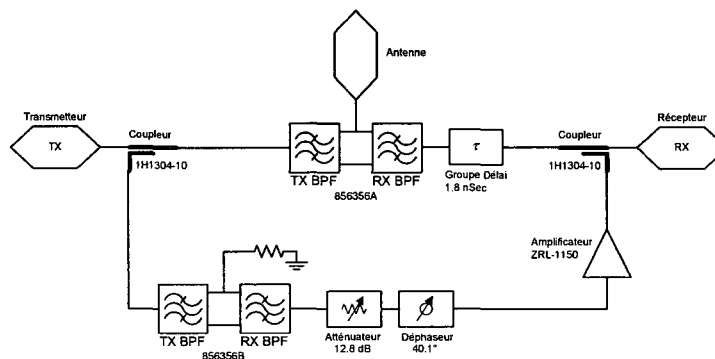 Antenne
Transmetteur
TX
Coupleur
1H1304-10
TX BPF
RX BPF
856356A
τ
Groupe Délai
1.8 nSec
Coupleur
1H1304-10
Récepteur
RX
Amplificateur
ZRL-1150
TX BPF
RX BPF
856356B
Atténuateur
12.8 dB
Déphaseur
40.1°